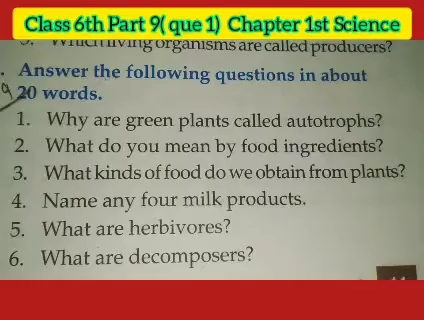 Class 6th Part 9( que 1) Chapter 1st Science
Which living organisms are called producers?
Answer the following questions in about
20 words.
1. Why are green plants called autotrophs?
2. What do you mean by food ingredients?
3. What kinds of food do we obtain from plants?
4. Name any four milk products.
5. What are herbivores?
6. What are decomposers?